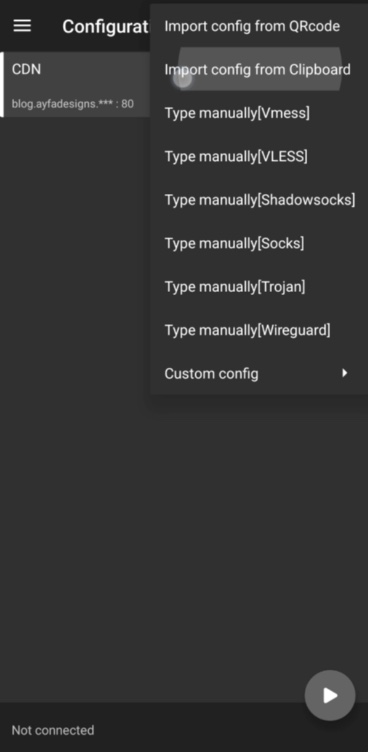 Configurati
Import config from QRcode
CDN
Import config from Clipboard
blog.ayfadesigns.*** : 80
Type manually[Vmess]
Type manually[VLESS]
Type manually[Shadowsocks]
Type manually[Socks]
Type manually[Trojan]
Type manually[Wireguard]
Custom config
Not connected